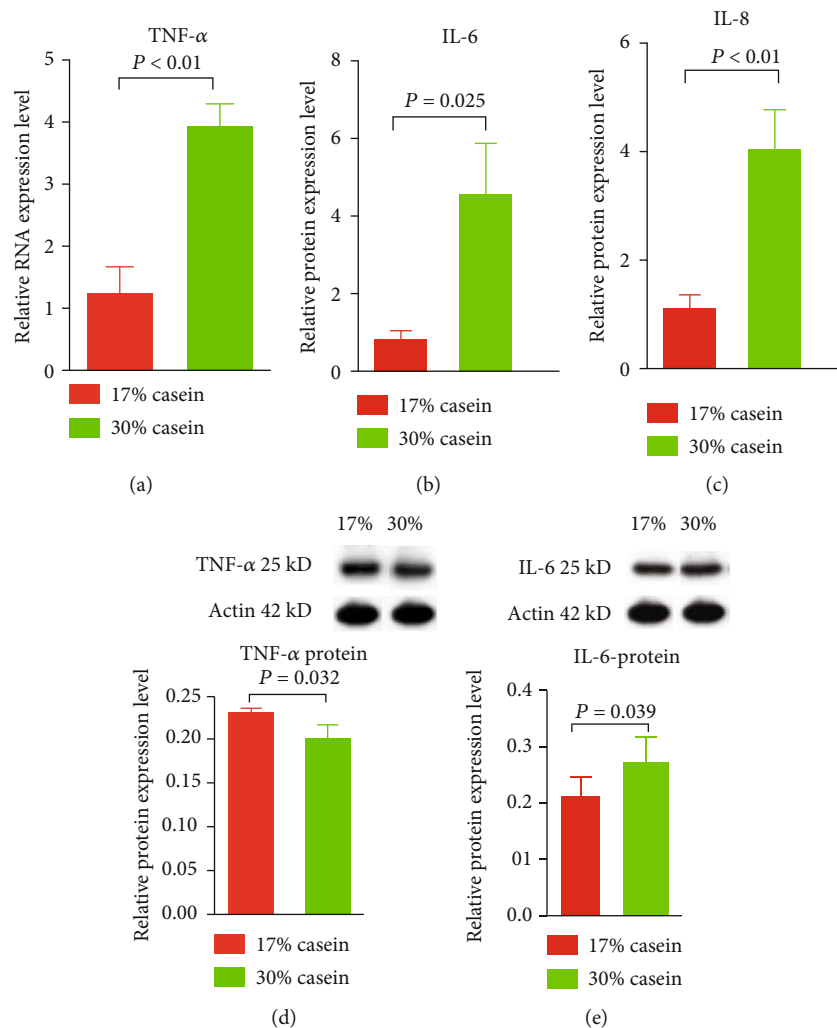 TNF-α
P < 0.01
Relative RNA expression level
5
4
3
2
1
0
17% casein
30% casein
(a)
IL-6
P = 0.025
Relative protein expression level
8
6
4
2
0
17% casein
30% casein
(b)
IL-8
P < 0.01
Relative protein expression level
6
4
2
0
17% casein
30% casein
(c)
17% 30%
TNF-α 25 kD
Actin 42 kD
TNF-α protein
P = 0.032
Relative protein expression level
0.25
0.20
0.15
0.10
0.05
0.00
17% casein
30% casein
(d)
17% 30%
IL-6 25 kD
Actin 42 kD
IL-6-protein
P = 0.039
Relative protein expression level
0.4
0.3
0.2
01
0.0
17% casein
30% casein
(e)